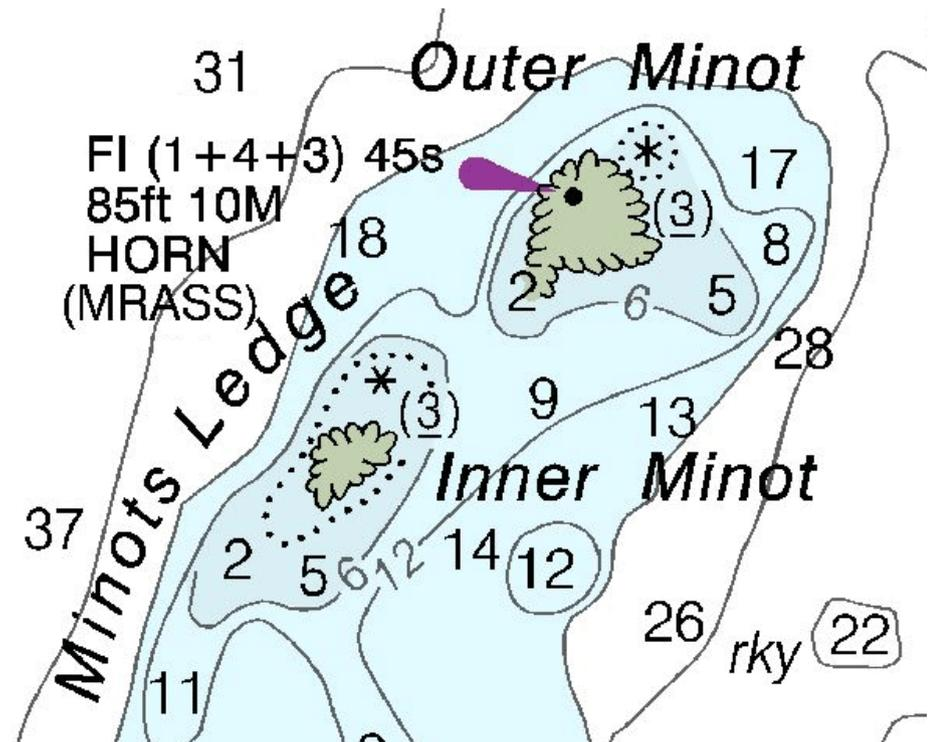 Outer Minot
31
Fl (1+4+3) 45s
85ft 10M
HORN
(MRASS)
17
(3)
18
8
2
6
5
28
Minots Ledge
(3)
9
13
Inner Minot
37
2
5
6
12
14
12
26
rky
22
11